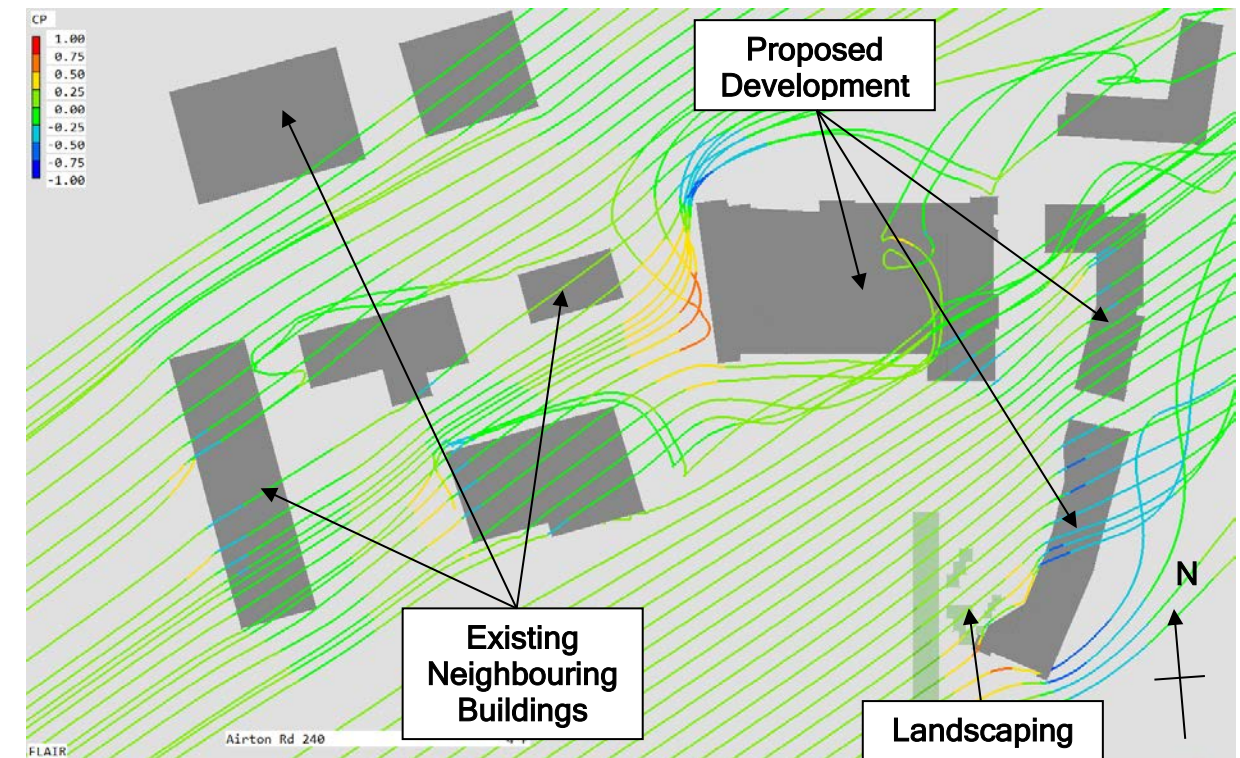 CP
1.00
0.75
0.50
0.25
0.00
-0.25
-0.50
-0.75
-1.00
Proposed
Development
Existing
Neighbouring
Buildings
N
Landscaping
Airton Rd 240
FLAIR